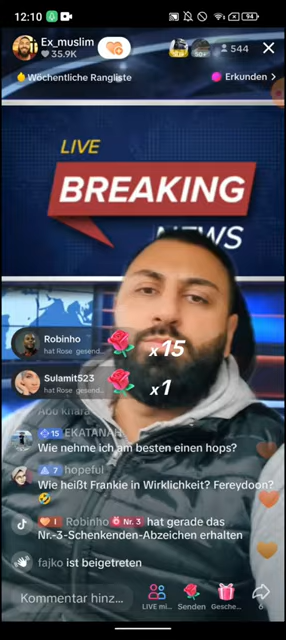 12:10
94
Ex_muslim
35.9K
50+
544
Wöchentliche Rangliste
Erkunden >
LIVE
BREAKING
NEWS
Robinho
hat Rose gesend...
x15
Sulamit523
hat Rose gesend...
x1
15 EKATANAH
Wie nehme ich am besten einen hops?
7 hopeful
Wie heißt Frankie in Wirklichkeit? Fereydoon?
🤣
1 Robinho Nr. 3 hat gerade das
Nr.-3-Schenkenden-Abzeichen erhalten
fajko ist beigetreten
Kommentar hinz...
LIVE mi...
Senden
Gesche...
6